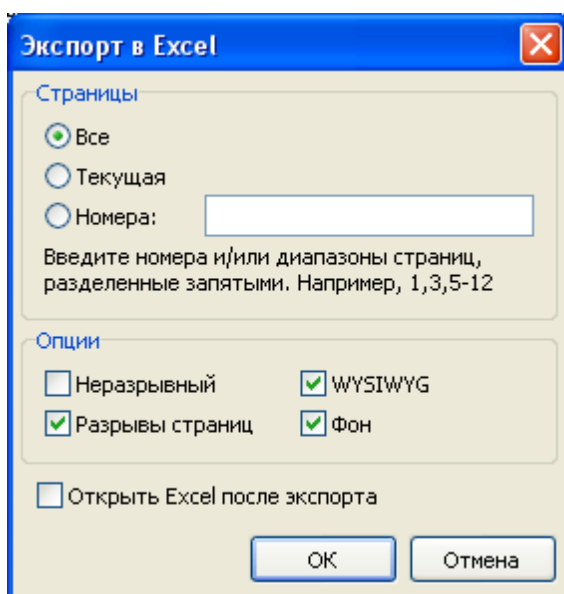 Экспорт в Excel
Страницы
Все
Текущая
Номера:
Введите номера и/или диапазоны страниц,
разделенные запятыми. Например, 1,3,5-12
Опции
Неразрывный WYSIWYG
Разрывы страниц Фон
Открыть Excel после экспорта
ОК Отмена